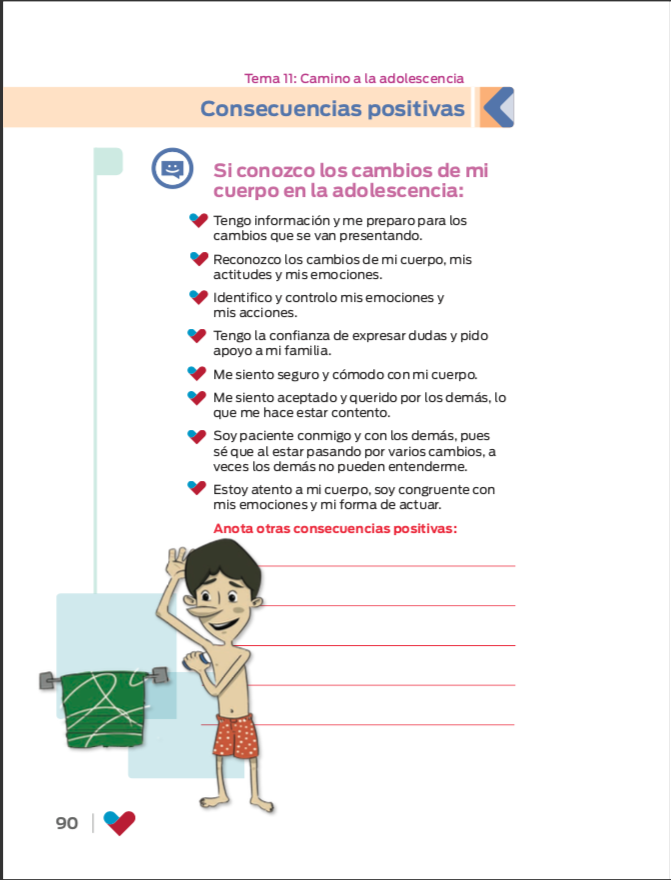 Tema 11: Camino a la adolescencia
Consecuencias positivas
Si conozco los cambios de mi
cuerpo en la adolescencia:
Tengo información y me preparo para los
cambios que se van presentando.
Reconozco los cambios de mi cuerpo, mis
actitudes y mis emociones.
Identifico y controlo mis emociones y
mis acciones.
Tengo la confianza de expresar dudas y pido
apoyo a mi familia.
Me siento seguro y cómodo con mi cuerpo.
Me siento aceptado y querido por los demás, lo
que me hace estar contento.
Soy paciente conmigo y con los demás, pues
sé que al estar pasando por varios cambios, a
veces los demás no pueden entenderme.
Estoy atento a mi cuerpo, soy congruente con
mis emociones y mi forma de actuar.
Anota otras consecuencias positivas:
90